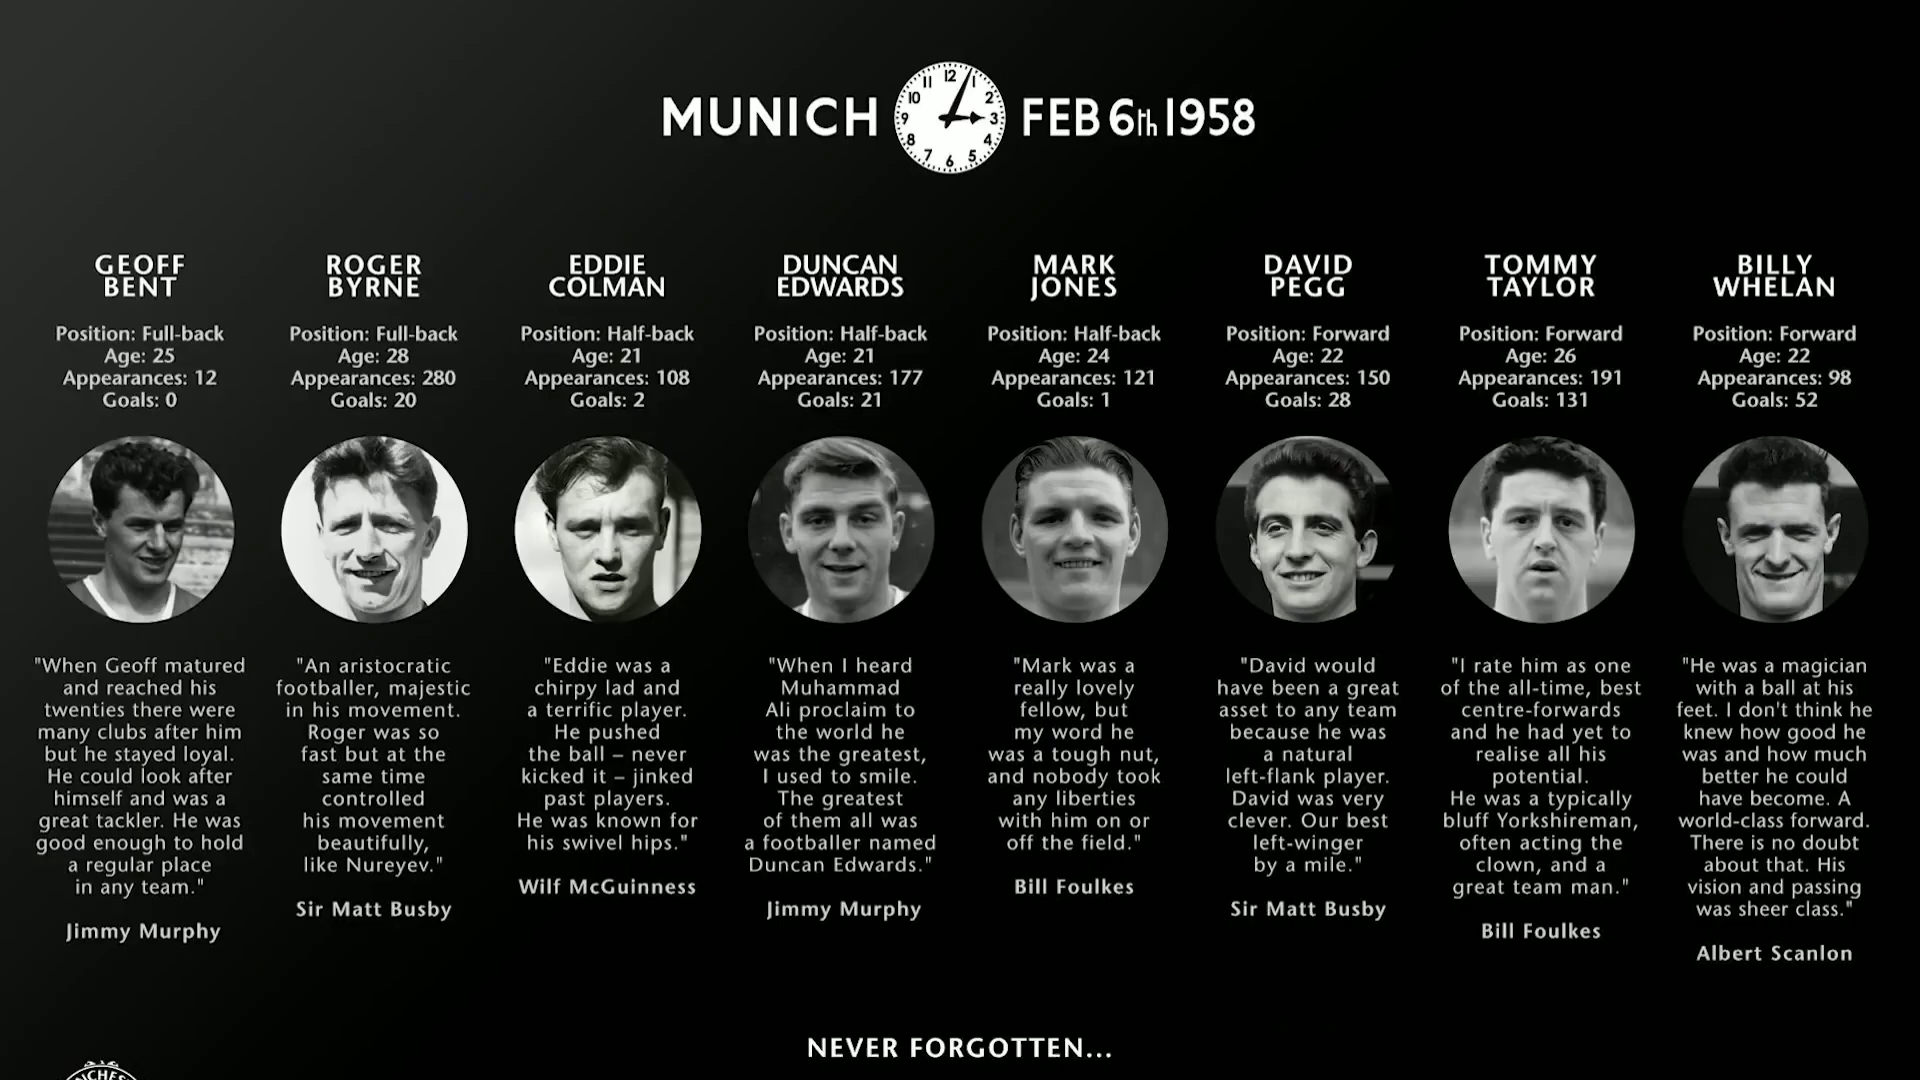 MUNICH FEB 6th 1958
12
1
2
3
4
5
6
7
8
9
10
11
GEOFF
BENT
Position: Full-back
Age: 25
Appearances: 12
Goals: 0
"When Geoff matured
and reached his
twenties there were
many clubs after him
but he stayed loyal.
He could look after
himself and was a
great tackler. He was
good enough to hold
a regular place
in any team."
Jimmy Murphy
ROGER
BYRNE
Position: Full-back
Age: 28
Appearances: 280
Goals: 20
"An aristocratic
footballer, majestic
in his movement.
Roger was so
fast but at the
same time
controlled
his movement
beautifully,
like Nureyev."
Sir Matt Busby
EDDIE
COLMAN
Position: Half-back
Age: 21
Appearances: 108
Goals: 2
"Eddie was a
chirpy lad and
a terrific player.
He pushed
the ball – never
kicked it – jinked
past players.
He was known for
his swivel hips."
Wilf McGuinness
DUNCAN
EDWARDS
Position: Half-back
Age: 21
Appearances: 177
Goals: 21
"When I heard
Muhammad
Ali proclaim to
the world he
was the greatest,
I used to smile.
The greatest
of them all was
a footballer named
Duncan Edwards."
Jimmy Murphy
MARK
JONES
Position: Half-back
Age: 24
Appearances: 121
Goals: 1
"Mark was a
really lovely
fellow, but
my word he
was a tough nut,
and nobody took
any liberties
with him on or
off the field."
Bill Foulkes
DAVID
PEGG
Position: Forward
Age: 22
Appearances: 150
Goals: 28
"David would
have been a great
asset to any team
because he was
a natural
left-flank player.
David was very
clever. Our best
left-winger
by a mile."
Sir Matt Busby
TOMMY
TAYLOR
Position: Forward
Age: 26
Appearances: 191
Goals: 131
"I rate him as one
of the all-time, best
centre-forwards
and he had yet to
realise all his
potential.
He was a typically
bluff Yorkshireman,
often acting the
clown, and a
great team man."
Bill Foulkes
BILLY
WHELAN
Position: Forward
Age: 22
Appearances: 98
Goals: 52
"He was a magician
with a ball at his
feet. I don't think he
knew how good he
was and how much
better he could
have become. A
world-class forward.
There is no doubt
about that. His
vision and passing
was sheer class."
Albert Scanlon
NEVER FORGOTTEN...